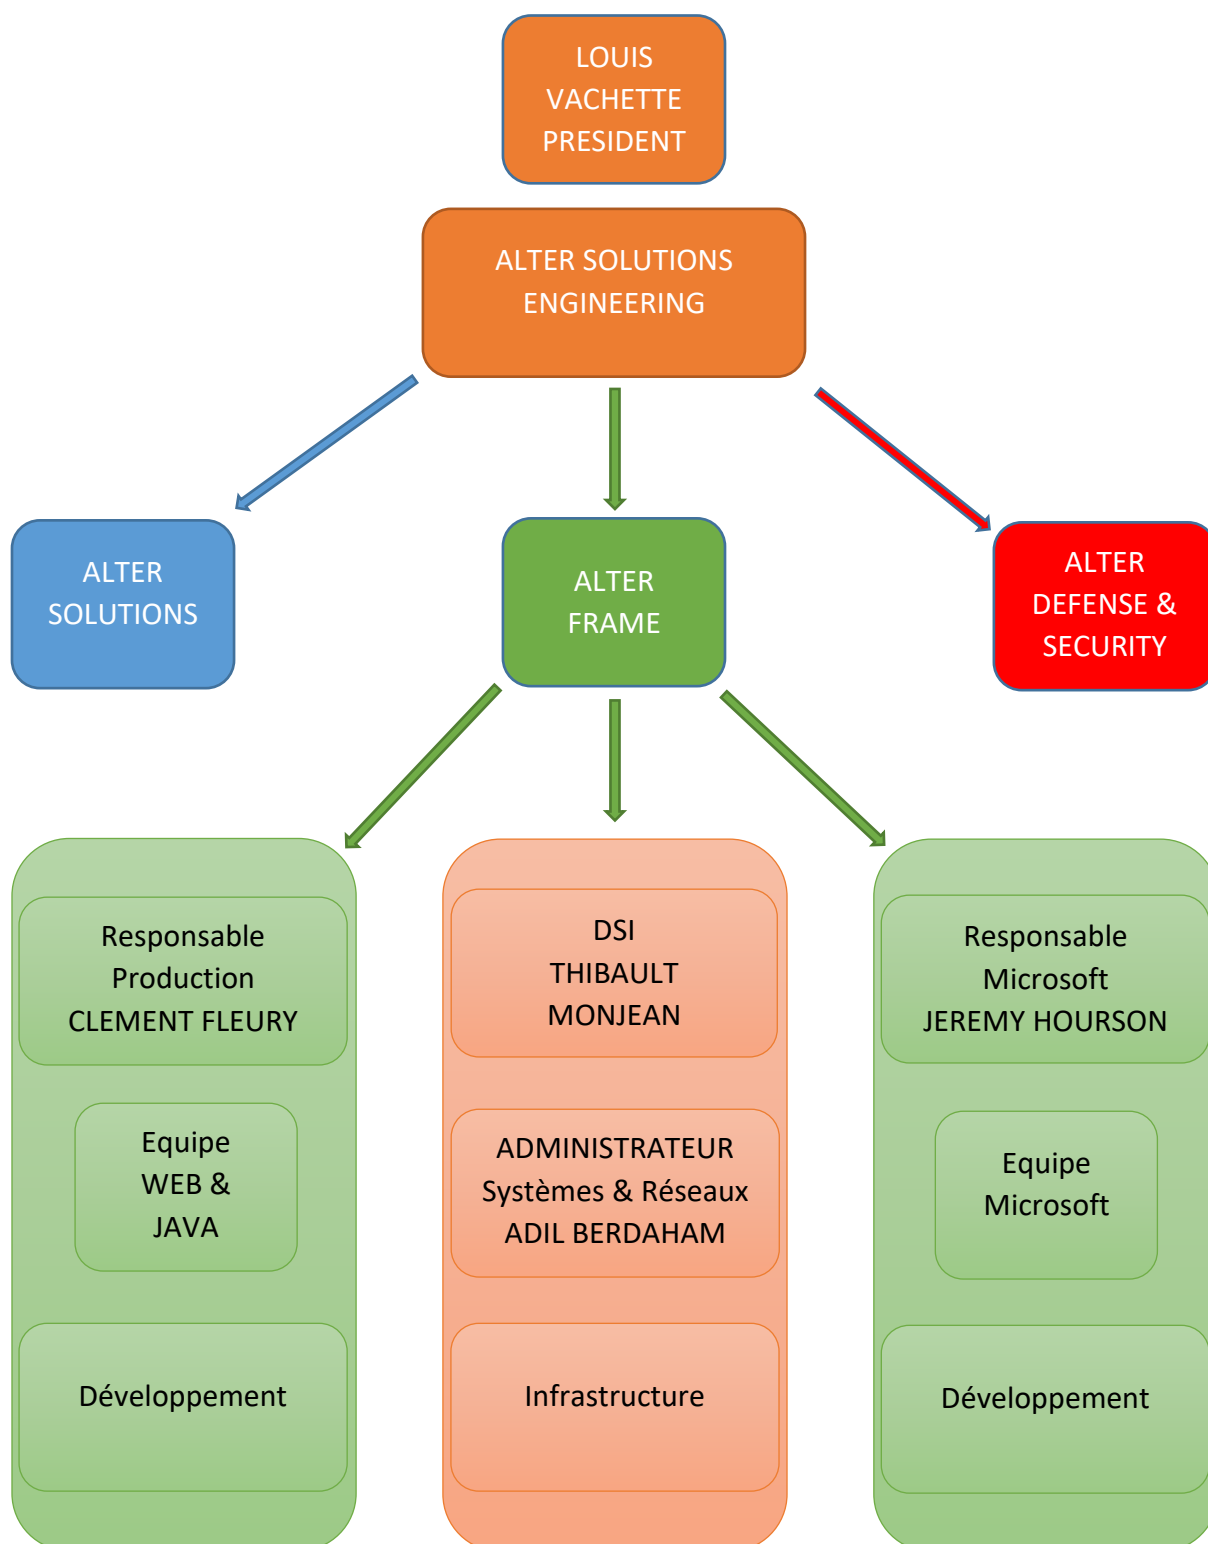 LOUIS
VACHETTE
PRESIDENT
ALTER SOLUTIONS
ENGINEERING
ALTER
SOLUTIONS
ALTER
FRAME
ALTER
DEFENSE &
SECURITY
Responsable
Production
CLEMENT FLEURY
Equipe
WEB &
JAVA
Développement
DSI
THIBAULT
MONJEAN
ADMINISTRATEUR
Systèmes & Réseaux
ADIL BERDAHAM
Infrastructure
Responsable
Microsoft
JEREMY HOURSON
Equipe
Microsoft
Développement